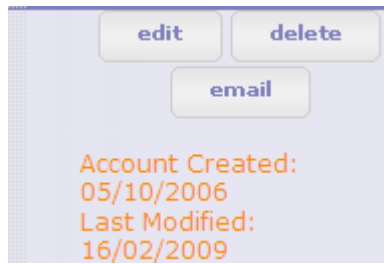 edit delete
email
Account Created:
05/10/2006
Last Modified:
16/02/2009